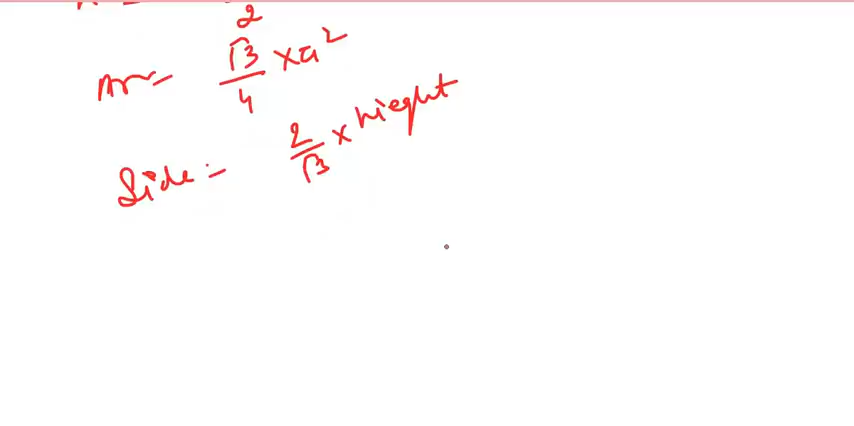 2
Ar = √3/4 × a²
Side = 2/√3 × hieght